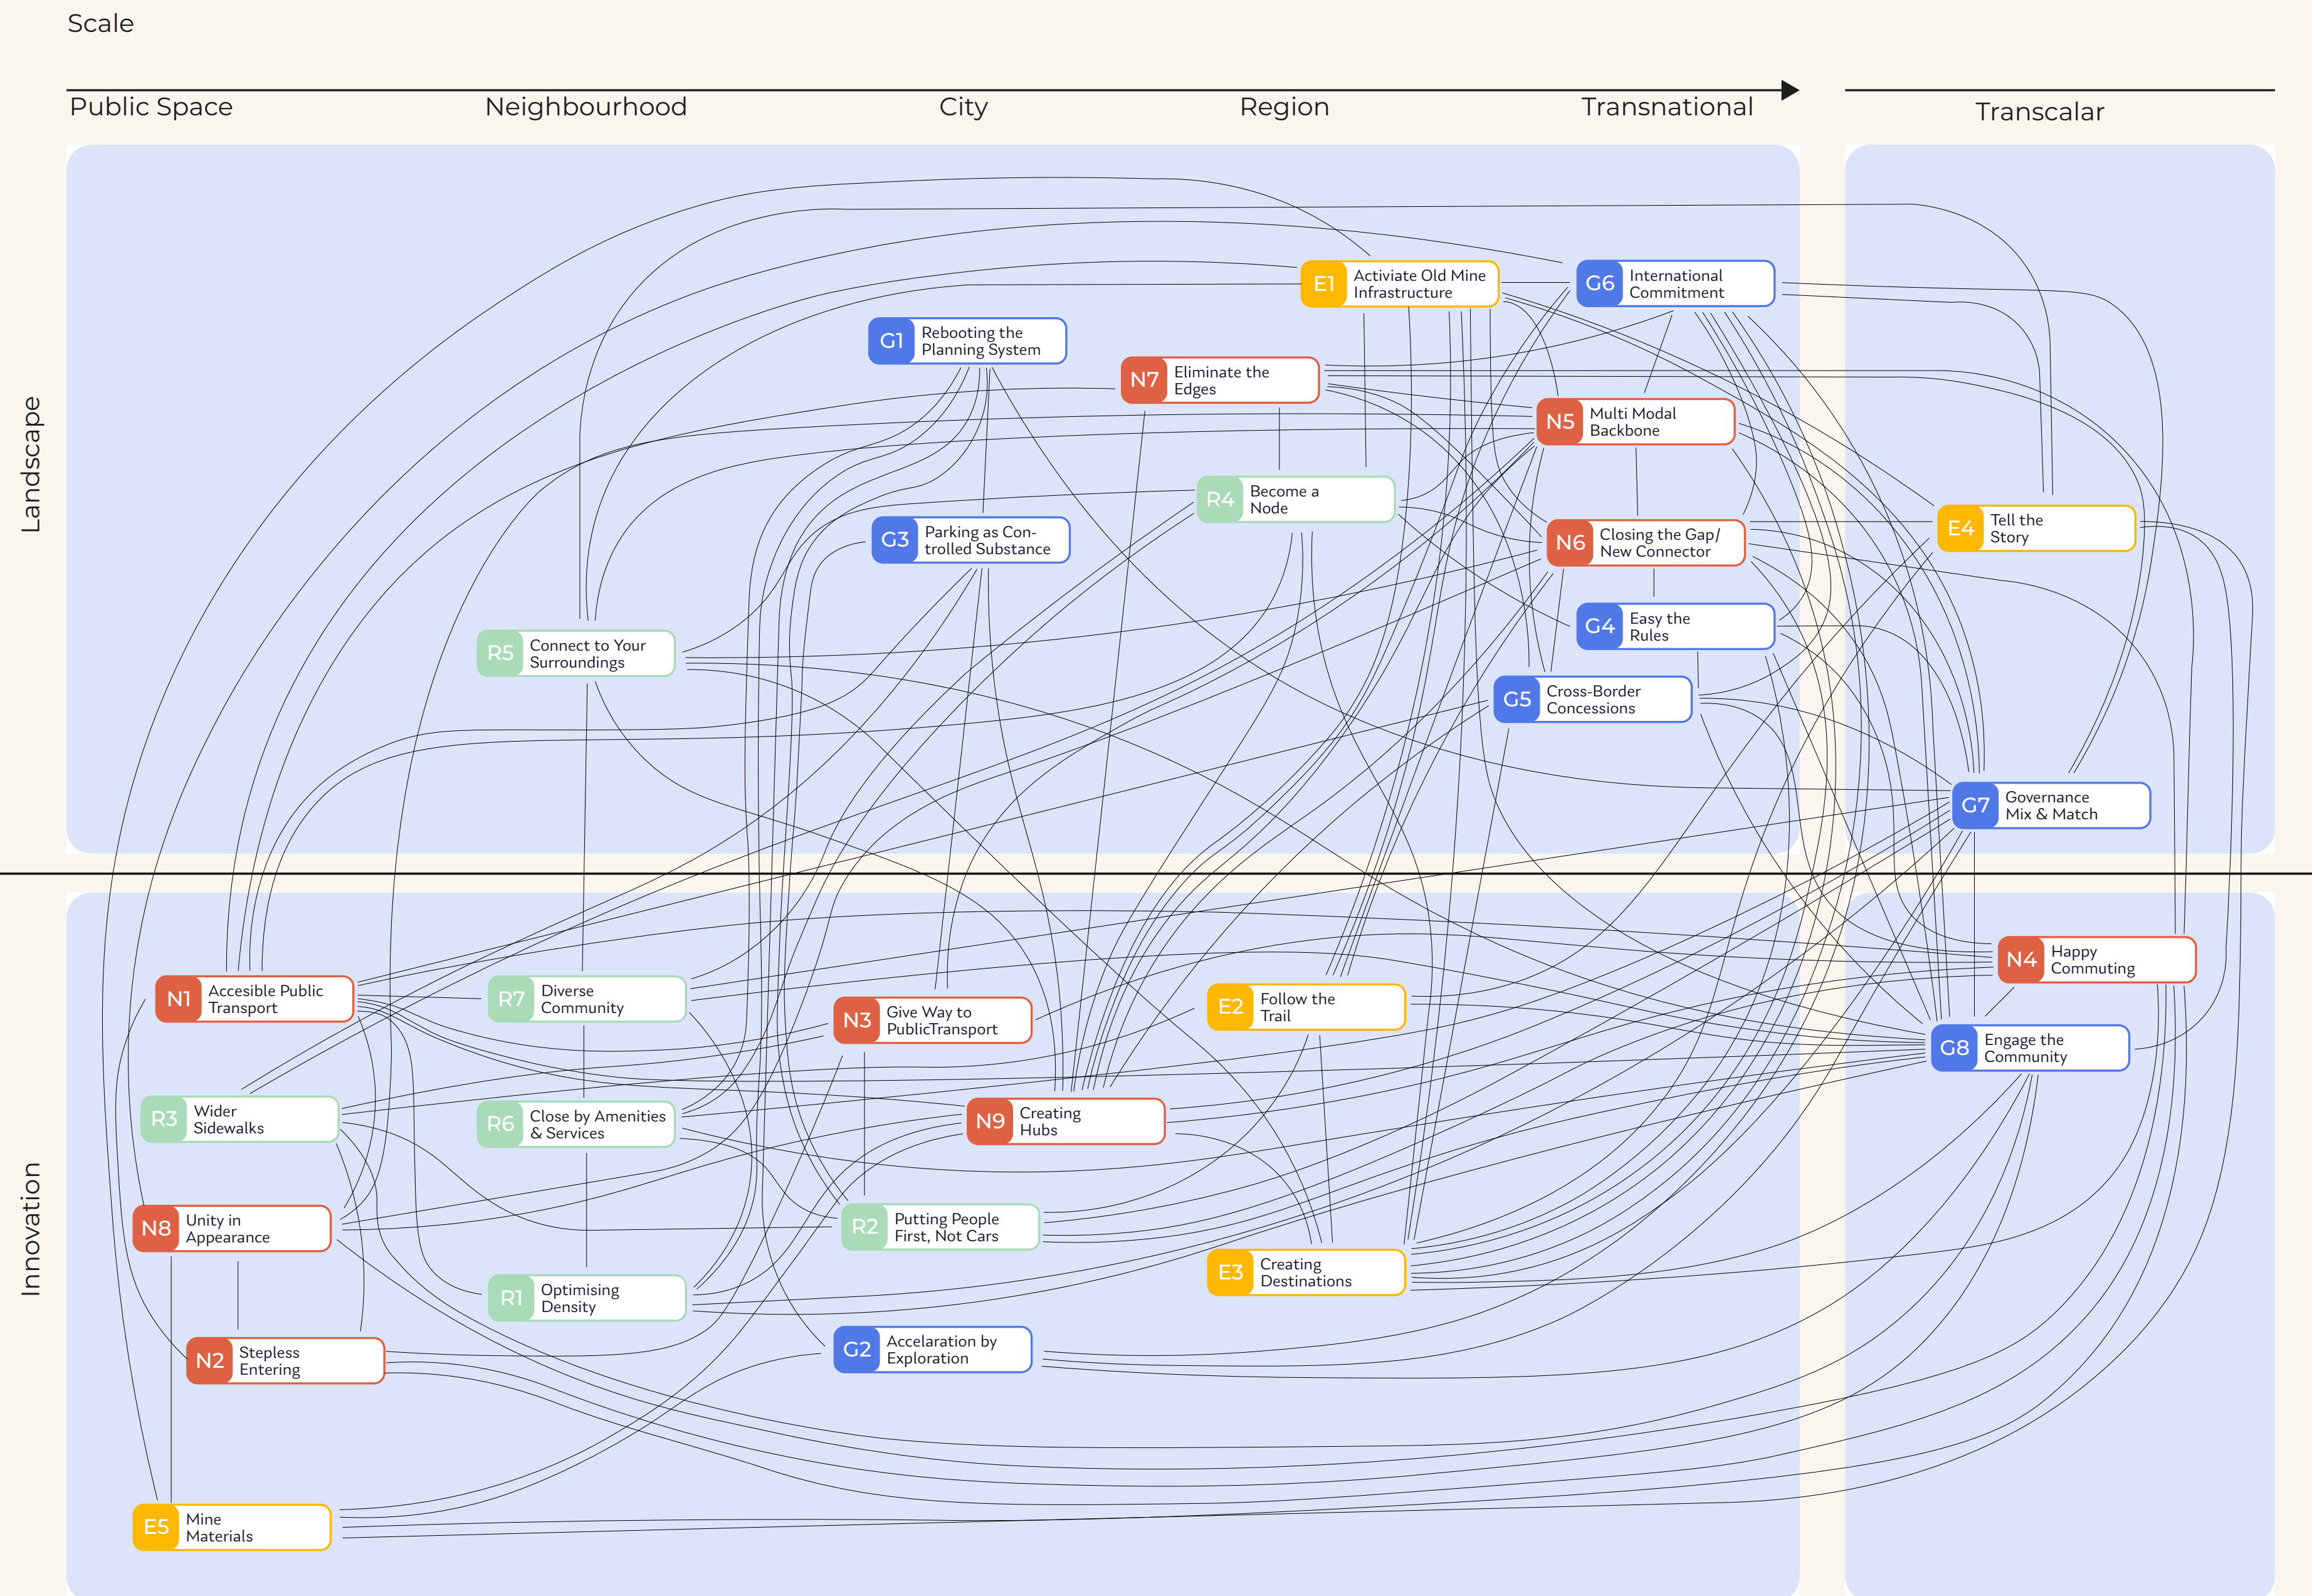 Scale
Public Space
Neighbourhood
City
Region
Transnational
Transcalar
Landscape
E1
Activiate Old Mine
Infrastructure
G6
International
Commitment
G1
Rebooting the
Planning System
N7
Eliminate the
Edges
N5
Multi Modal
Backbone
R4
Become a
Node
G3
Parking as Con-
trolled Substance
N6
Closing the Gap/
New Connector
E4
Tell the
Story
G4
Easy the
Rules
R5
Connect to Your
Surroundings
G5
Cross-Border
Concessions
G7
Governance
Mix & Match
Innovation
N4
Happy
Commuting
N1
Accesible Public
Transport
R7
Diverse
Community
N3
Give Way to
PublicTransport
E2
Follow the
Trail
G8
Engage the
Community
R3
Wider
Sidewalks
R6
Close by Amenities
& Services
N9
Creating
Hubs
N8
Unity in
Appearance
R2
Putting People
First, Not Cars
E3
Creating
Destinations
R1
Optimising
Density
N2
Stepless
Entering
G2
Accelaration by
Exploration
E5
Mine
Materials